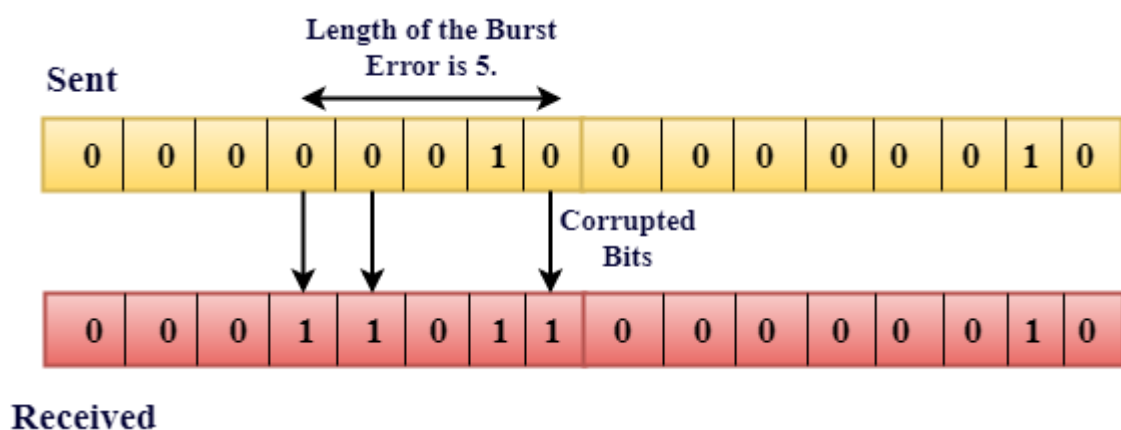 Length of the Burst
Error is 5.
Sent
0 0 0 0 0 0 1 0 0 0 0 0 0 0 1 0
Corrupted
Bits
0 0 0 1 1 0 1 1 0 0 0 0 0 0 1 0
Received